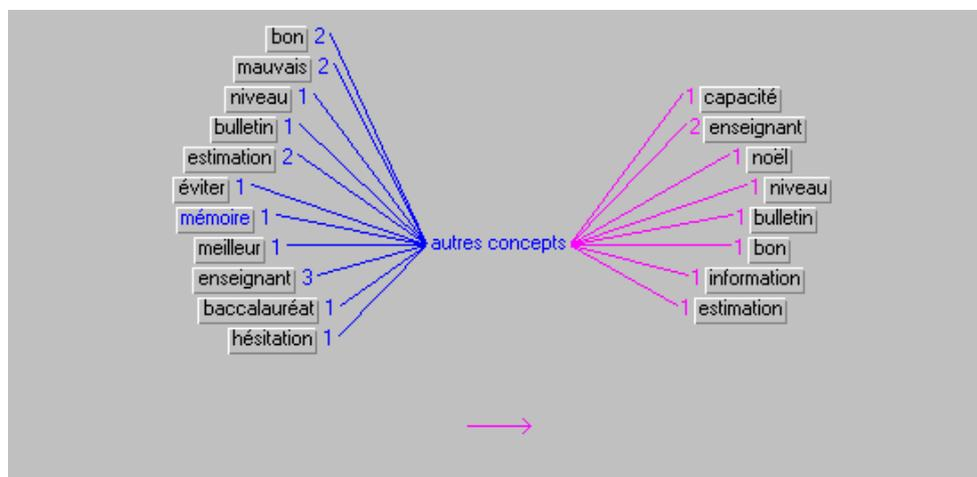 bon 2
mauvais 2
niveau 1
bulletin 1
estimation 2
éviter 1
mémoire 1
meilleur 1
enseignant 3
baccalauréat 1
hésitation 1
autres concepts
1 capacité
2 enseignant
1 noël
1 niveau
1 bulletin
1 bon
1 information
1 estimation